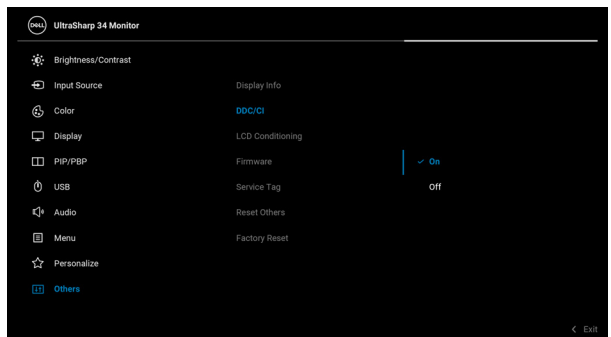 DELL UltraSharp 34 Monitor
Brightness/Contrast
Input Source
Color
Display
PIP/PBP
USB
Audio
Menu
Personalize
Others
Display Info
DDC/CI
LCD Conditioning
Firmware
Service Tag
Reset Others
Factory Reset
On
Off
Exit